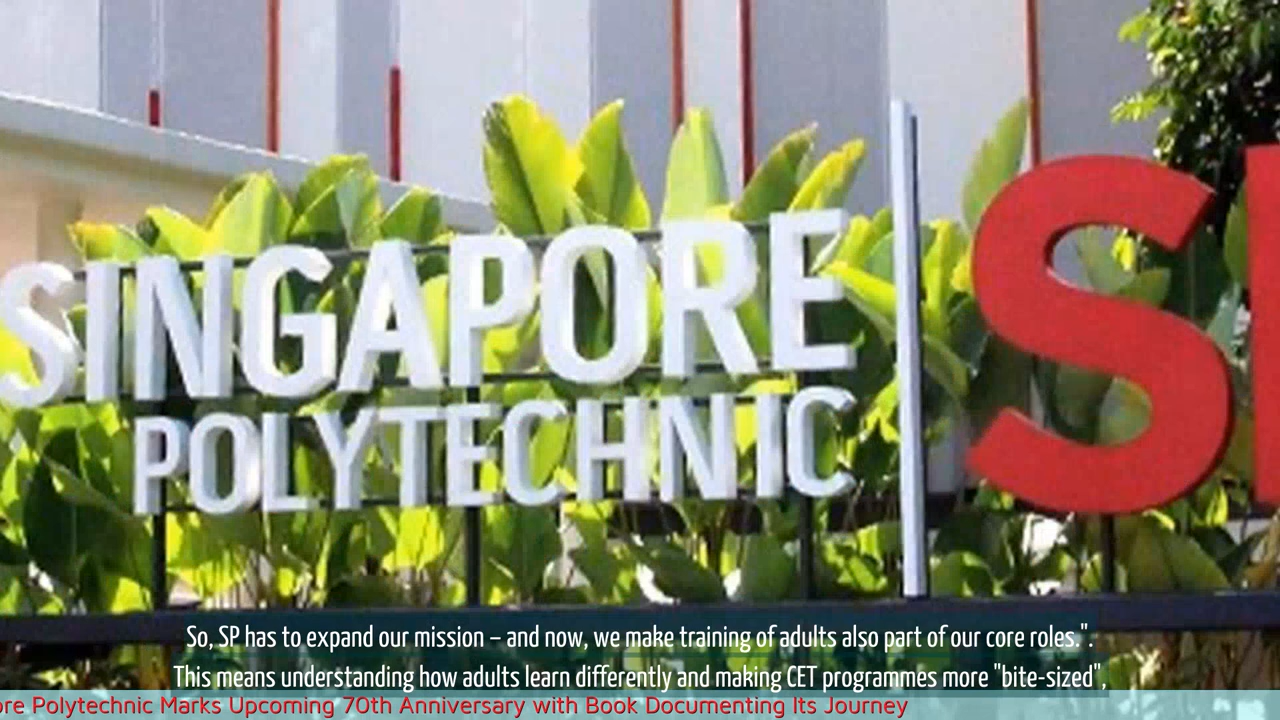 SINGAPORE
POLYTECHNIC
S
So, SP has to expand our mission – and now, we make training of adults also part of our core roles.".
This means understanding how adults learn differently and making CET programmes more "bite-sized",
ore Polytechnic Marks Upcoming 70th Anniversary with Book Documenting Its Journey